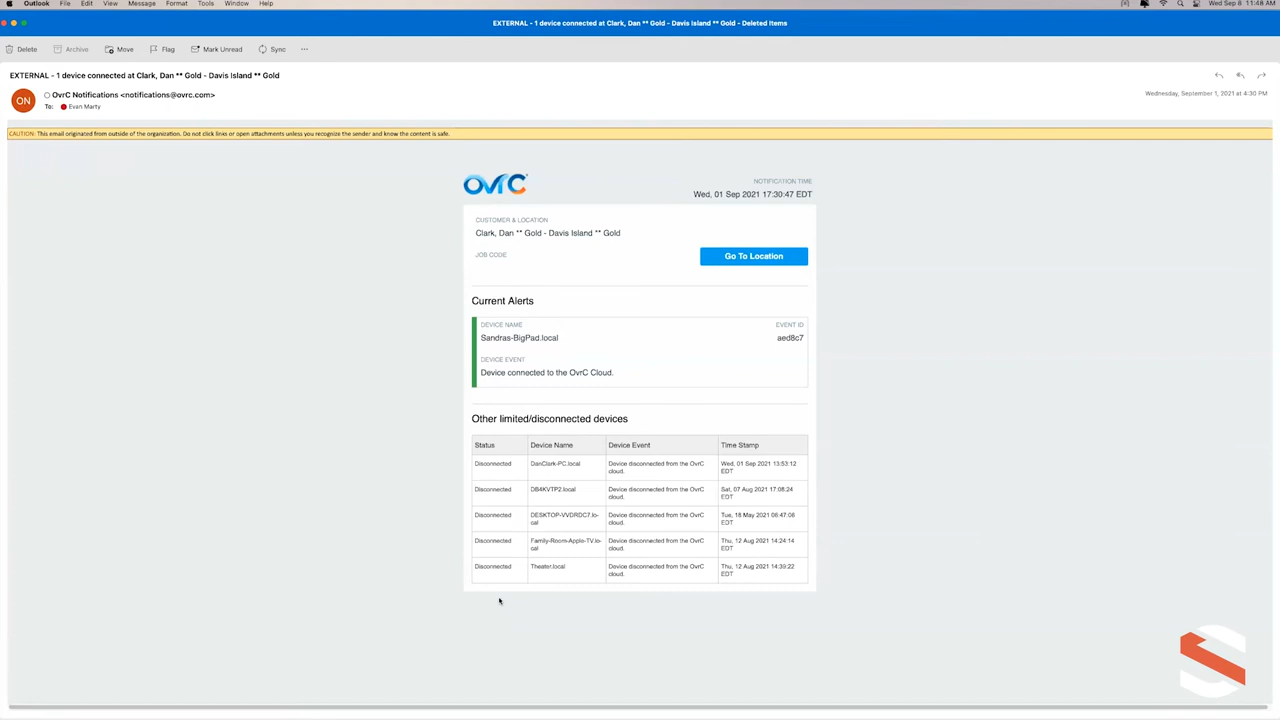 Outlook File Edit View Message Format Tools Window Help
Wed Sep 8 11:48 AM
EXTERNAL - 1 device connected at Clark, Dan ** Gold - Davis Island ** Gold - Deleted Items
Delete Archive Move Flag Mark Unread Sync ...
EXTERNAL - 1 device connected at Clark, Dan ** Gold - Davis Island ** Gold
ON
OvrC Notifications <notifications@ovrc.com>
Wednesday, September 1, 2021 at 4:30 PM
To: Evan Marty
CAUTION: This email originated from outside of the organization. Do not click links or open attachments unless you recognize the sender and know the content is safe.
OvrC
NOTIFICATION TIME
Wed, 01 Sep 2021 17:30:47 EDT
CUSTOMER & LOCATION
Clark, Dan ** Gold - Davis Island ** Gold
JOB CODE
Go To Location
Current Alerts
DEVICE NAME EVENT ID
Sandras-BigPad.local aed8c7
DEVICE EVENT
Device connected to the OvrC Cloud.
Other limited/disconnected devices
Status Device Name Device Event Time Stamp
Disconnected DanClark-PC.local Device disconnected from the OvrC Wed, 01 Sep 2021 13:53:12
cloud. EDT
Disconnected DB4KVTP2.local Device disconnected from the OvrC Sat, 07 Aug 2021 17:08:24
cloud. EDT
Disconnected DESKTOP-VVDRDC7.lo- Device disconnected from the OvrC Tue, 18 May 2021 06:47:08
cal cloud. EDT
Disconnected Family-Room-Apple-TV.lo- Device disconnected from the OvrC Thu, 12 Aug 2021 14:24:14
cal cloud. EDT
Disconnected Theater.local Device disconnected from the OvrC Thu, 12 Aug 2021 14:39:22
cloud. EDT